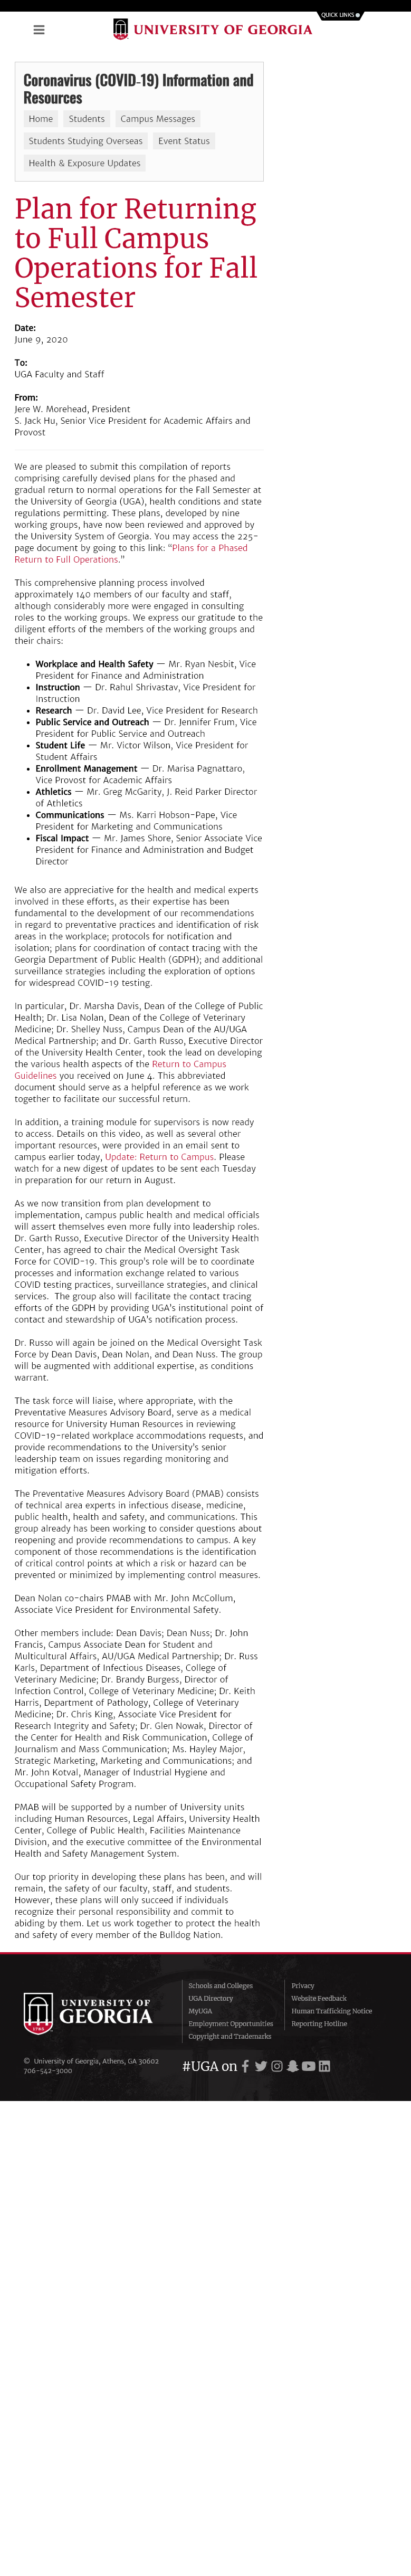 QUICK LINKS
UNIVERSITY OF GEORGIA
Coronavirus (COVID-19) Information and
Resources
Home Students Campus Messages
Students Studying Overseas Event Status
Health & Exposure Updates
Plan for Returning
to Full Campus
Operations for Fall
Semester
Date:
June 9, 2020
To:
UGA Faculty and Staff
From:
Jere W. Morehead, President
S. Jack Hu, Senior Vice President for Academic Affairs and
Provost
We are pleased to submit this compilation of reports
comprising carefully devised plans for the phased and
gradual return to normal operations for the Fall Semester at
the University of Georgia (UGA), health conditions and state
regulations permitting. These plans, developed by nine
working groups, have now been reviewed and approved by
the University System of Georgia. You may access the 225-
page document by going to this link: “Plans for a Phased
Return to Full Operations.”
This comprehensive planning process involved
approximately 140 members of our faculty and staff,
although considerably more were engaged in consulting
roles to the working groups. We express our gratitude to the
diligent efforts of the members of the working groups and
their chairs:
• Workplace and Health Safety — Mr. Ryan Nesbit, Vice
President for Finance and Administration
• Instruction — Dr. Rahul Shrivastav, Vice President for
Instruction
• Research — Dr. David Lee, Vice President for Research
• Public Service and Outreach — Dr. Jennifer Frum, Vice
President for Public Service and Outreach
• Student Life — Mr. Victor Wilson, Vice President for
Student Affairs
• Enrollment Management — Dr. Marisa Pagnattaro,
Vice Provost for Academic Affairs
• Athletics — Mr. Greg McGarity, J. Reid Parker Director
of Athletics
• Communications — Ms. Karri Hobson-Pape, Vice
President for Marketing and Communications
• Fiscal Impact — Mr. James Shore, Senior Associate Vice
President for Finance and Administration and Budget
Director
We also are appreciative for the health and medical experts
involved in these efforts, as their expertise has been
fundamental to the development of our recommendations
in regard to preventative practices and identification of risk
areas in the workplace; protocols for notification and
isolation; plans for coordination of contact tracing with the
Georgia Department of Public Health (GDPH); and additional
surveillance strategies including the exploration of options
for widespread COVID-19 testing.
In particular, Dr. Marsha Davis, Dean of the College of Public
Health; Dr. Lisa Nolan, Dean of the College of Veterinary
Medicine; Dr. Shelley Nuss, Campus Dean of the AU/UGA
Medical Partnership; and Dr. Garth Russo, Executive Director
of the University Health Center, took the lead on developing
the various health aspects of the Return to Campus
Guidelines you received on June 4. This abbreviated
document should serve as a helpful reference as we work
together to facilitate our successful return.
In addition, a training module for supervisors is now ready
to access. Details on this video, as well as several other
important resources, were provided in an email sent to
campus earlier today, Update: Return to Campus. Please
watch for a new digest of updates to be sent each Tuesday
in preparation for our return in August.
As we now transition from plan development to
implementation, campus public health and medical officials
will assert themselves even more fully into leadership roles.
Dr. Garth Russo, Executive Director of the University Health
Center, has agreed to chair the Medical Oversight Task
Force for COVID-19. This group’s role will be to coordinate
processes and information exchange related to various
COVID testing practices, surveillance strategies, and clinical
services. The group also will facilitate the contact tracing
efforts of the GDPH by providing UGA’s institutional point of
contact and stewardship of UGA’s notification process.
Dr. Russo will again be joined on the Medical Oversight Task
Force by Dean Davis, Dean Nolan, and Dean Nuss. The group
will be augmented with additional expertise, as conditions
warrant.
The task force will liaise, where appropriate, with the
Preventative Measures Advisory Board, serve as a medical
resource for University Human Resources in reviewing
COVID-19-related workplace accommodations requests, and
provide recommendations to the University’s senior
leadership team on issues regarding monitoring and
mitigation efforts.
The Preventative Measures Advisory Board (PMAB) consists
of technical area experts in infectious disease, medicine,
public health, health and safety, and communications. This
group already has been working to consider questions about
reopening and provide recommendations to campus. A key
component of those recommendations is the identification
of critical control points at which a risk or hazard can be
prevented or minimized by implementing control measures.
Dean Nolan co-chairs PMAB with Mr. John McCollum,
Associate Vice President for Environmental Safety.
Other members include: Dean Davis; Dean Nuss; Dr. John
Francis, Campus Associate Dean for Student and
Multicultural Affairs, AU/UGA Medical Partnership; Dr. Russ
Karls, Department of Infectious Diseases, College of
Veterinary Medicine; Dr. Brandy Burgess, Director of
Infection Control, College of Veterinary Medicine; Dr. Keith
Harris, Department of Pathology, College of Veterinary
Medicine; Dr. Chris King, Associate Vice President for
Research Integrity and Safety; Dr. Glen Nowak, Director of
the Center for Health and Risk Communication, College of
Journalism and Mass Communication; Ms. Hayley Major,
Strategic Marketing, Marketing and Communications; and
Mr. John Kotval, Manager of Industrial Hygiene and
Occupational Safety Program.
PMAB will be supported by a number of University units
including Human Resources, Legal Affairs, University Health
Center, College of Public Health, Facilities Maintenance
Division, and the executive committee of the Environmental
Health and Safety Management System.
Our top priority in developing these plans has been, and will
remain, the safety of our faculty, staff, and students.
However, these plans will only succeed if individuals
recognize their personal responsibility and commit to
abiding by them. Let us work together to protect the health
and safety of every member of the Bulldog Nation.
UNIVERSITY OF
GEORGIA
1785
© University of Georgia, Athens, GA 30602
706-542-3000
Schools and Colleges
UGA Directory
MyUGA
Employment Opportunities
Copyright and Trademarks
Privacy
Website Feedback
Human Trafficking Notice
Reporting Hotline
#UGA on